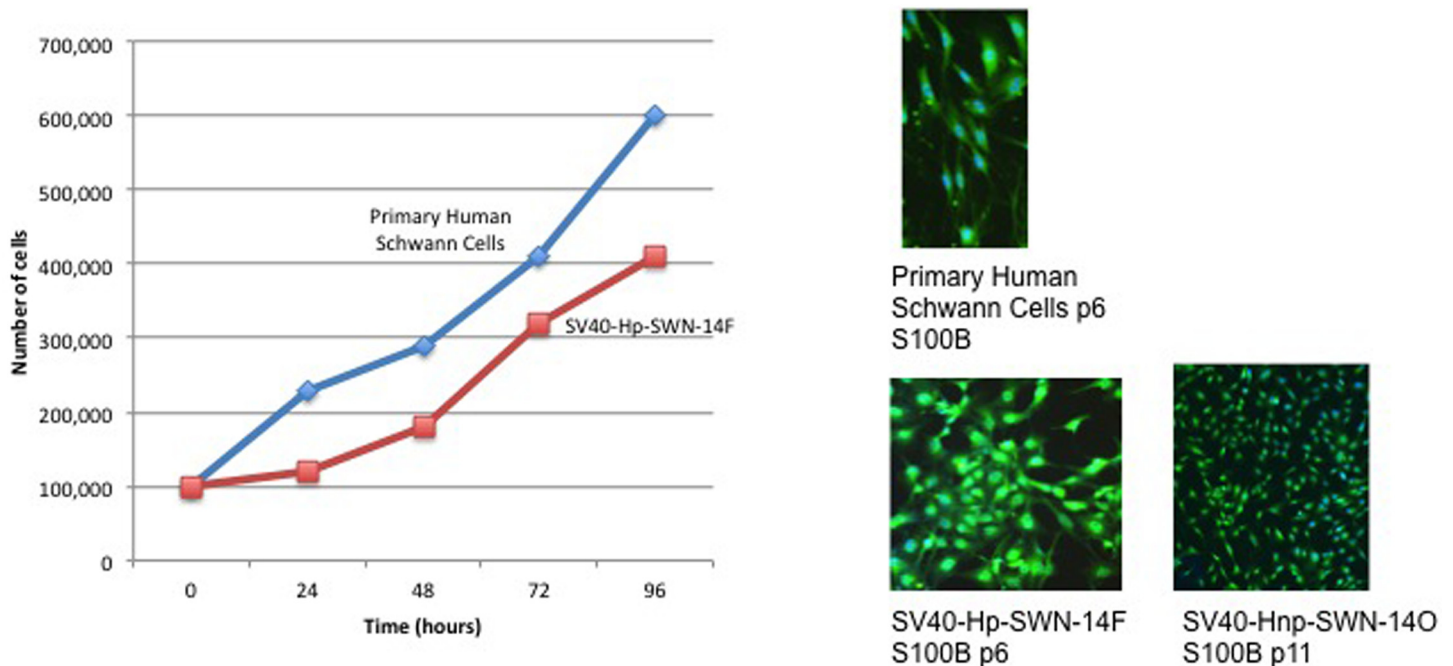 700,000
600,000
500,000
400,000
300,000
200,000
100,000
0
Number of cells
0 24 48 72 96
Time (hours)
Primary Human
Schwann Cells
SV40-Hp-SWN-14F
Primary Human
Schwann Cells p6
S100B
SV40-Hp-SWN-14F
S100B p6
SV40-Hnp-SWN-14O
S100B p11